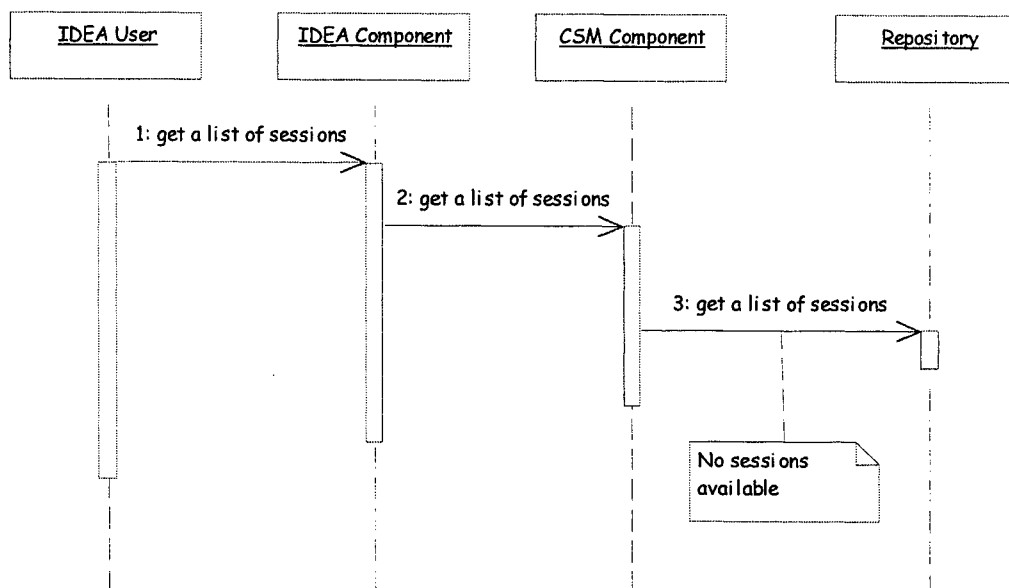 IDEA User
IDEA Component
CSM Component
Repository
1: get a list of sessions
2: get a list of sessions
3: get a list of sessions
No sessions
available